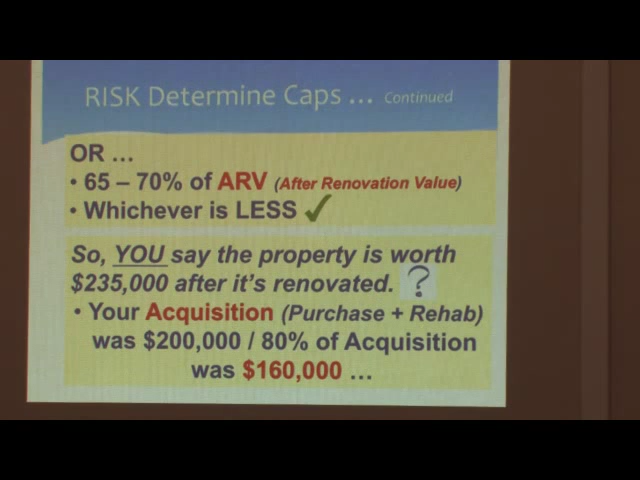 RISK Determine Caps ... Continued
OR ...
• 65 – 70% of ARV (After Renovation Value)
• Whichever is LESS ✓
So, YOU say the property is worth
$235,000 after it's renovated. ?
• Your Acquisition (Purchase + Rehab)
was $200,000 / 80% of Acquisition
was $160,000 ...